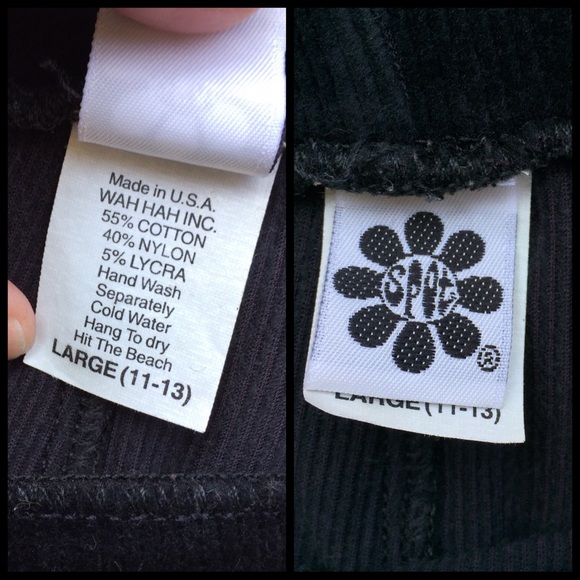 Made in U.S.A.
WAH HAH INC.
55% COTTON
40% NYLON
5% LYCRA
Hand Wash
Separately
Cold Water
Hang To dry
Hit The Beach
LARGE (11-13)
SPOT
®
LARGE (11-13)